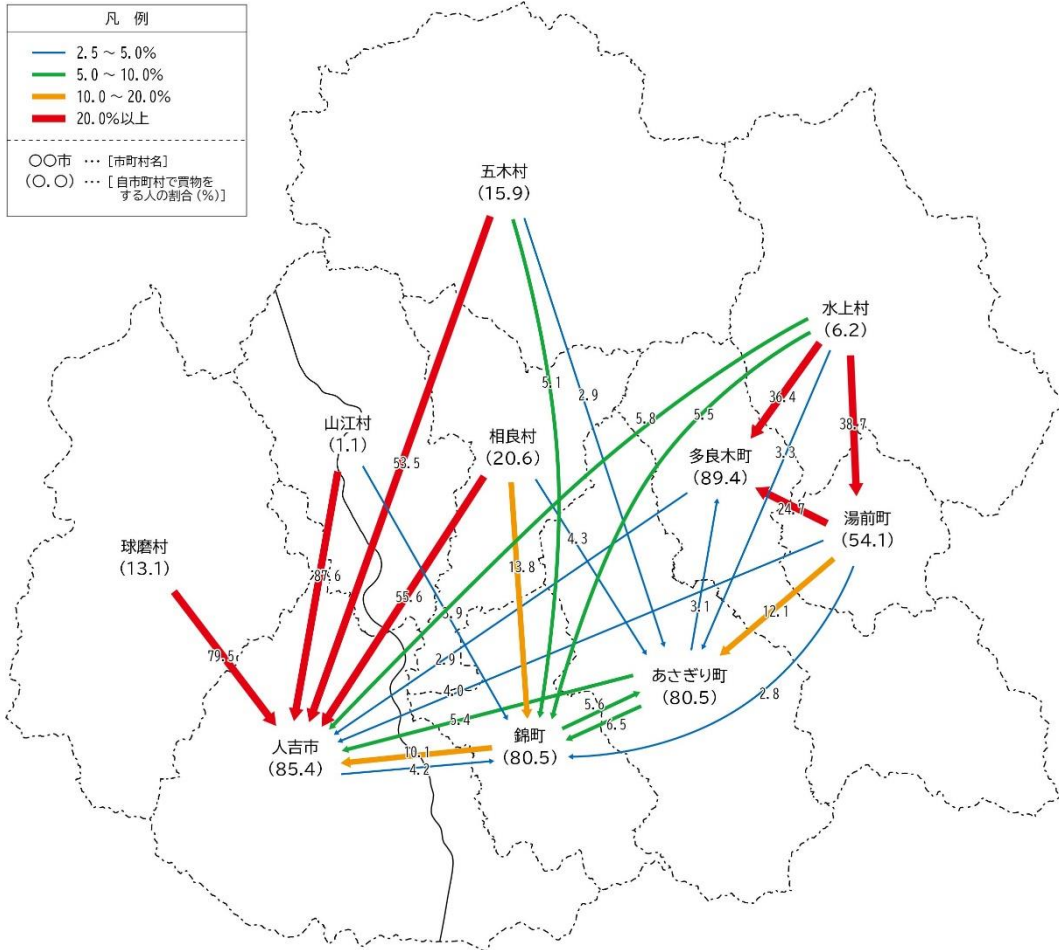 凡 例
2.5～5.0%
5.0～10.0%
10.0～20.0%
20.0%以上
○○市 … [市町村名]
(○.○) … [自市町村で買物を
する人の割合(%)]
五木村
(15.9)
水上村
(6.2)
山江村
(1.1)
相良村
(20.6)
多良木町
(89.4)
湯前町
(54.1)
球磨村
(13.1)
あさぎり町
(80.5)
人吉市
(85.4)
錦町
(80.5)
5.1
2.9
5.8
5.5
36.4
38.7
3.3
53.5
24.7
4.3
13.8
87.6
55.6
3.9
3.1
12.1
79.5
2.9
4.0
2.8
5.4
5.6
6.5
10.1
4.2